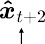 x̂_{t+2}
↑